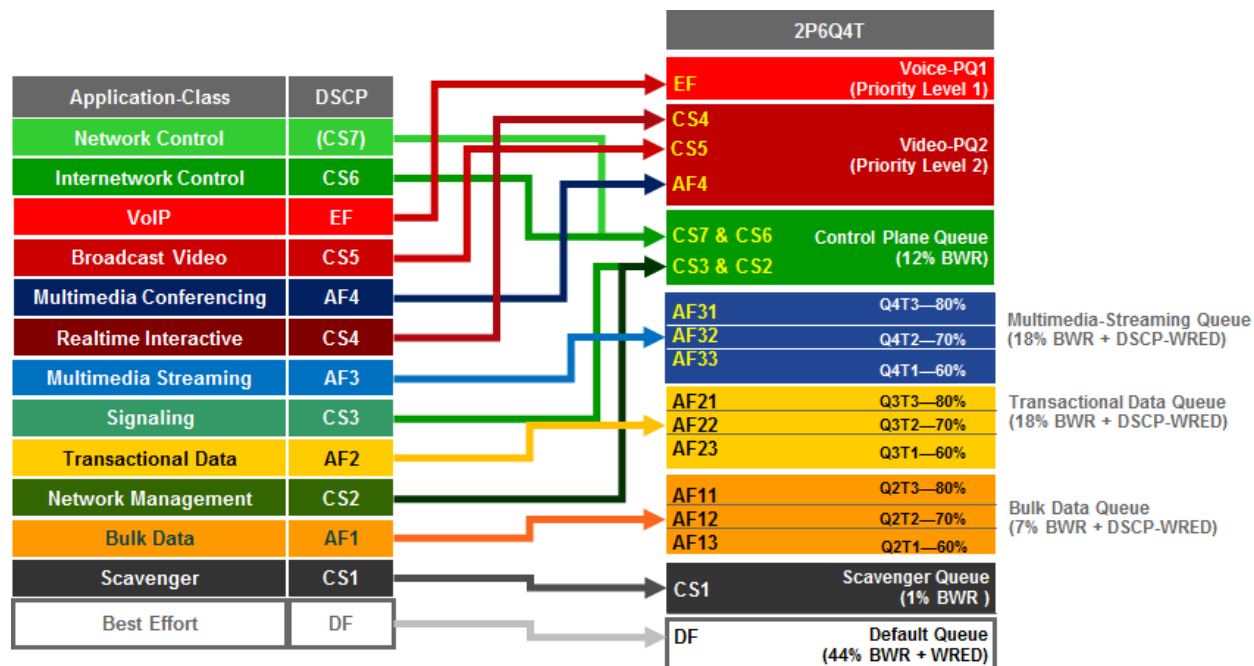 2P6Q4T
Application-Class DSCP
Network Control (CS7)
Internetwork Control CS6
VoIP EF
Broadcast Video CS5
Multimedia Conferencing AF4
Realtime Interactive CS4
Multimedia Streaming AF3
Signaling CS3
Transactional Data AF2
Network Management CS2
Bulk Data AF1
Scavenger CS1
Best Effort DF
EF
Voice-PQ1
(Priority Level 1)
CS4
CS5
AF4
Video-PQ2
(Priority Level 2)
CS7 & CS6
CS3 & CS2
Control Plane Queue
(12% BWR)
AF31 Q4T3—80%
AF32 Q4T2—70%
AF33 Q4T1—60%
Multimedia-Streaming Queue
(18% BWR + DSCP-WRED)
AF21 Q3T3—80%
AF22 Q3T2—70%
AF23 Q3T1—60%
Transactional Data Queue
(18% BWR + DSCP-WRED)
AF11 Q2T3—80%
AF12 Q2T2—70%
AF13 Q2T1—60%
Bulk Data Queue
(7% BWR + DSCP-WRED)
CS1
Scavenger Queue
(1% BWR )
DF
Default Queue
(44% BWR + WRED)